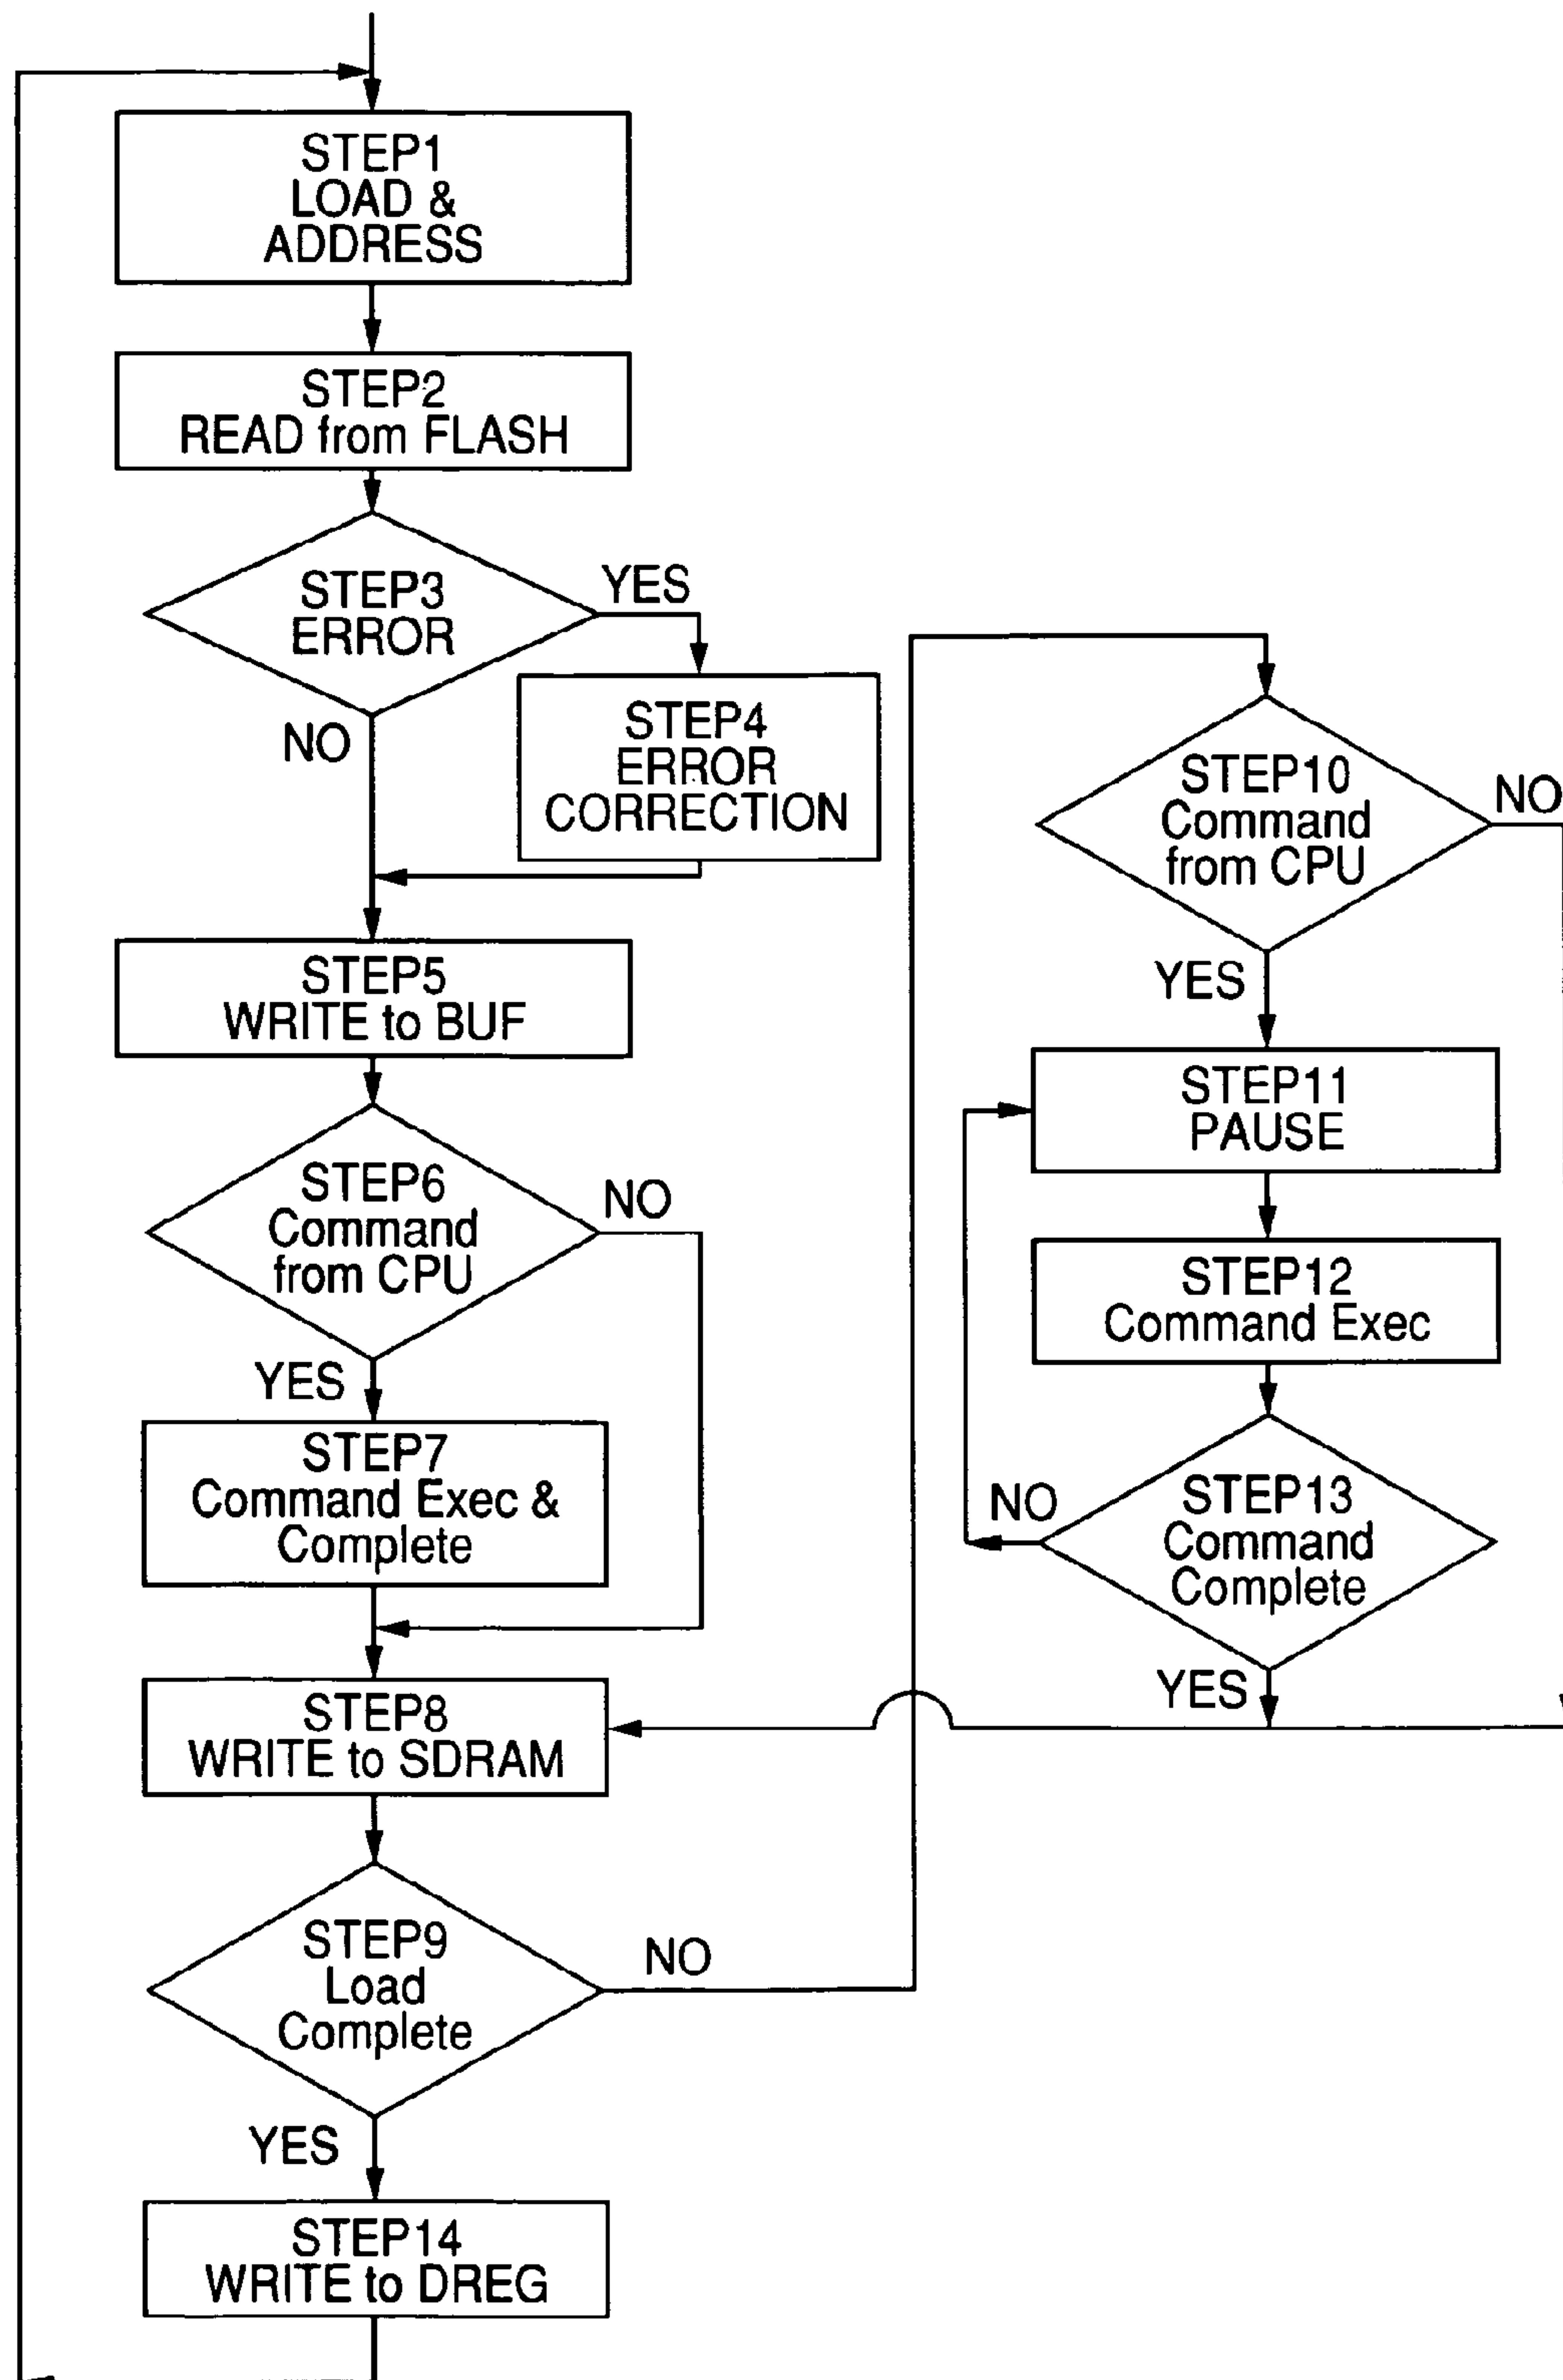 STEP1
LOAD &
ADDRESS
STEP2
READ from FLASH
STEP3
ERROR
YES
NO
STEP4
ERROR
CORRECTION
STEP5
WRITE to BUF
STEP6
Command
from CPU
NO
YES
STEP7
Command Exec &
Complete
STEP8
WRITE to SDRAM
STEP9
Load
Complete
NO
YES
STEP14
WRITE to DREG
STEP10
Command
from CPU
NO
YES
STEP11
PAUSE
STEP12
Command Exec
STEP13
Command
Complete
NO
YES